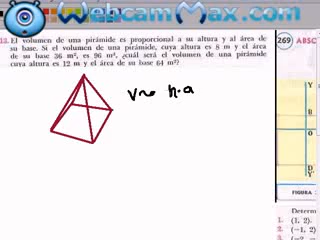 WebcamMax.com
13. El volumen de una pirámide es proporcional a su altura y al área de
su base. Si el volumen de una pirámide, cuya altura es 8 m y el área
de su base 36 m², es 96 m³, ¿cuál será el volumen de una pirámide
cuya altura es 12 m y el área de su base 64 m²?
V~ h·a
269 ABSC
Y
B
O
D
Y'
FIGURA
Determ
1. (1, 2).
2. (−1, 2)